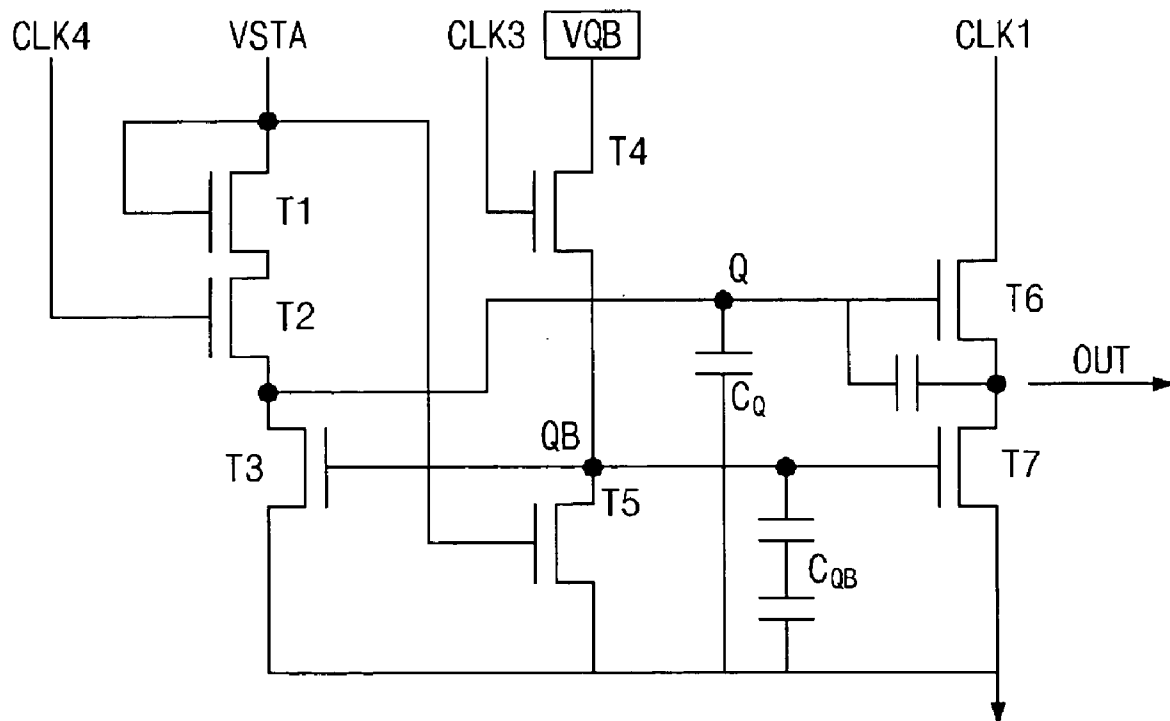 CLK4
VSTA
CLK3
VQB
CLK1
T4
T1
Q
T6
T2
OUT
C_Q
QB
T3
T7
T5
C_QB